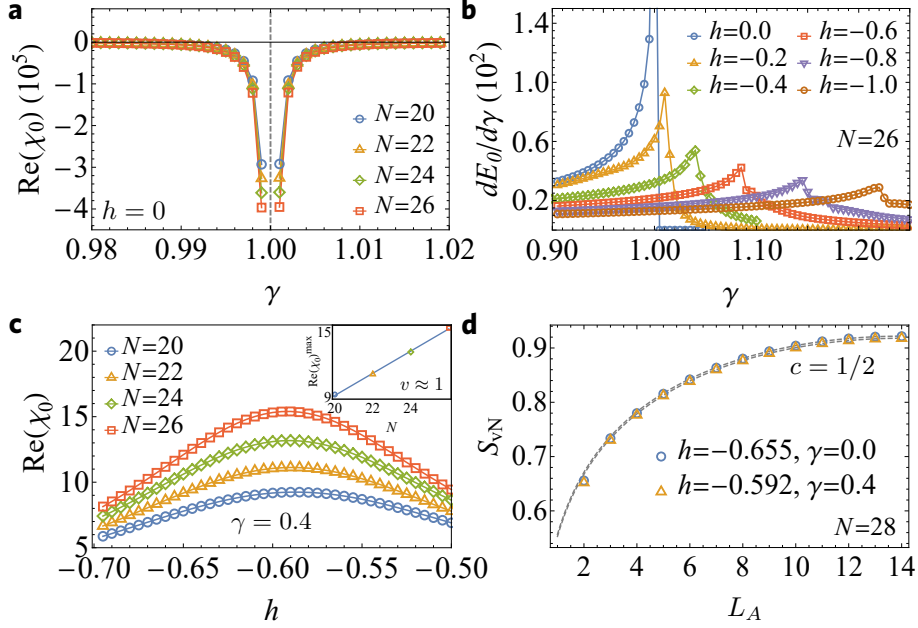 a
Re(χ₀) (10⁵)
0
−1
−2
−3
−4
N=20
N=22
N=24
N=26
h = 0
0.98 0.99 1.00 1.01 1.02
γ
b
dE₀/dγ (10²)
1.4
1.0
0.6
0.2
h=0.0
h=−0.2
h=−0.4
h=−0.6
h=−0.8
h=−1.0
N=26
0.90 1.00 1.10 1.20
γ
c
Re(χ₀)
20
15
10
5
N=20
N=22
N=24
N=26
Re(χ₀)ᵐᵃˣ
15
9
20 22 24
N
ν ≈ 1
γ = 0.4
−0.70 −0.65 −0.60 −0.55 −0.50
h
d
S_vN
0.9
0.8
0.7
0.6
c = 1/2
h=−0.655, γ=0.0
h=−0.592, γ=0.4
N=28
2 4 6 8 10 12 14
L_A